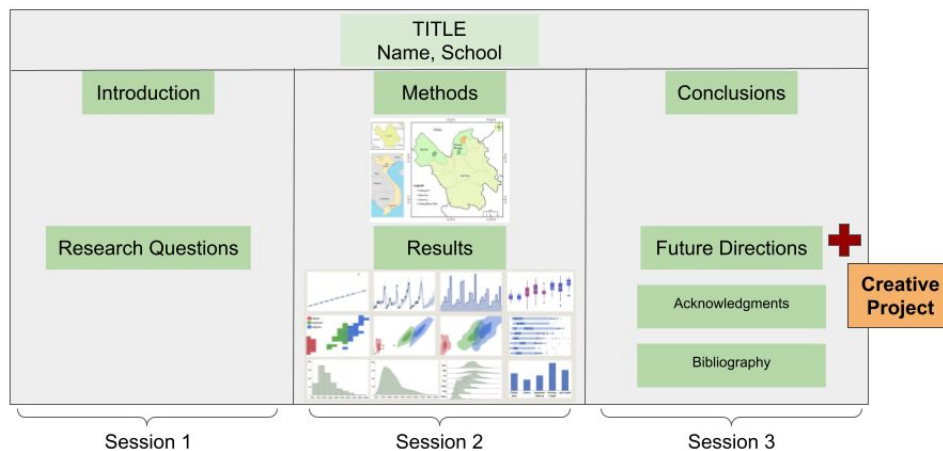 TITLE
Name, School
Introduction
Methods
Conclusions
Research Questions
Results
Future Directions
Creative
Project
Acknowledgments
Bibliography
Session 1
Session 2
Session 3